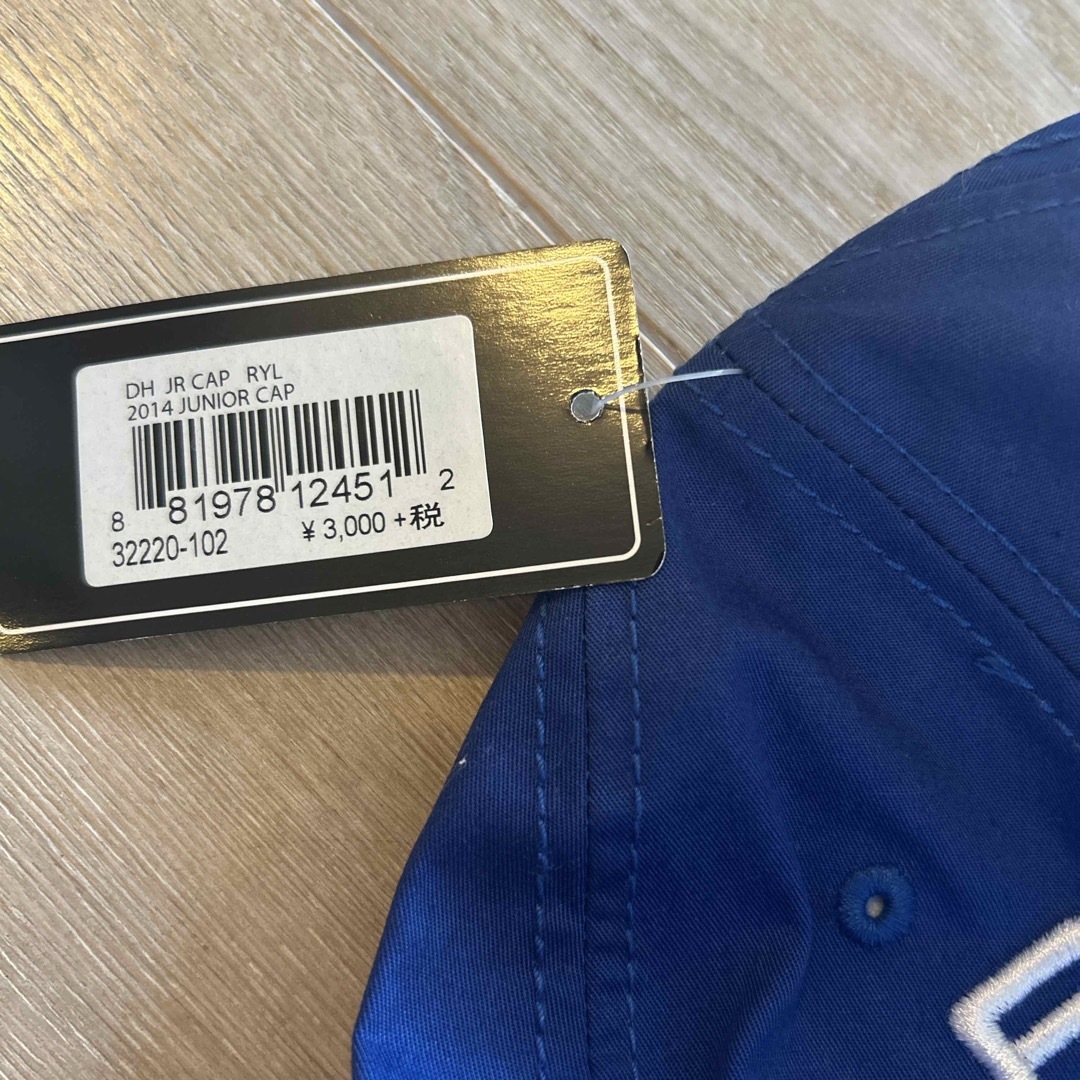 DH JR CAP RYL
2014 JUNIOR CAP
8 81978 12451 2
32220-102 ¥ 3,000 +税